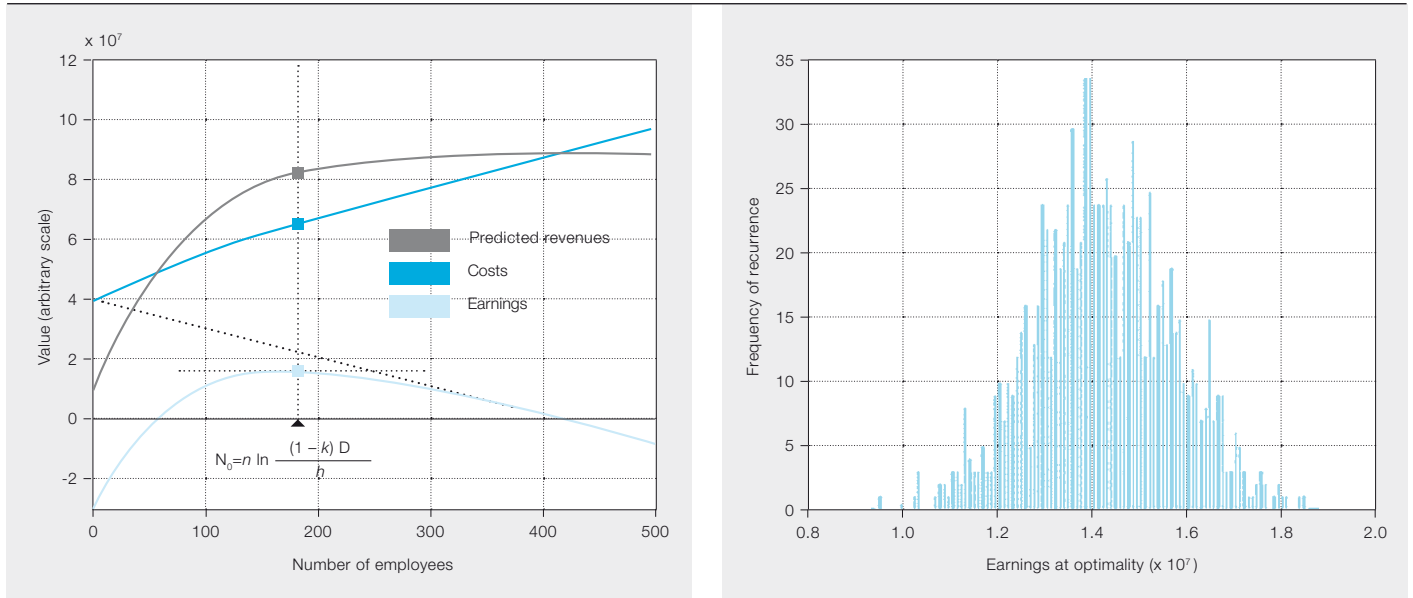 x 10⁷
12
10
8
6
4
2
0
-2
Value (arbitrary scale)
Predicted revenues
Costs
Earnings
N₀=n ln (1 – k) D / h
0 100 200 300 400 500
Number of employees
35
30
25
20
15
10
5
0
Frequency of recurrence
0.8 1.0 1.2 1.4 1.6 1.8 2.0
Earnings at optimality (x 10⁷)